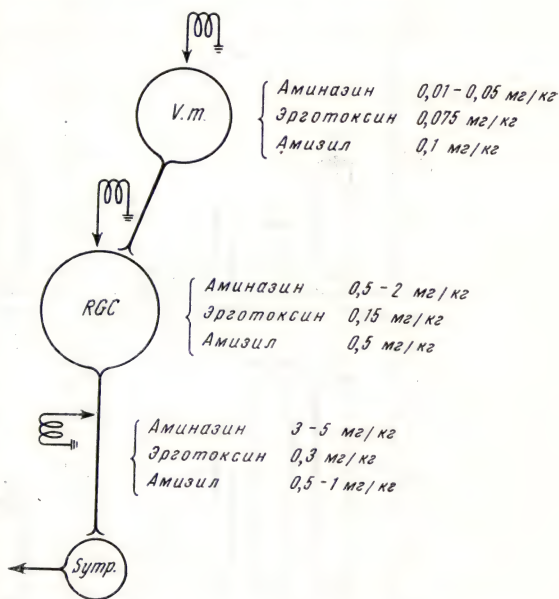 V.m.
Аминазин 0,01-0,05 мг/кг
Эрготоксин 0,075 мг/кг
Амизил 0,1 мг/кг
RGC
Аминазин 0,5-2 мг/кг
Эрготоксин 0,15 мг/кг
Амизил 0,5 мг/кг
Аминазин 3-5 мг/кг
Эрготоксин 0,3 мг/кг
Амизил 0,5-1 мг/кг
Symp.